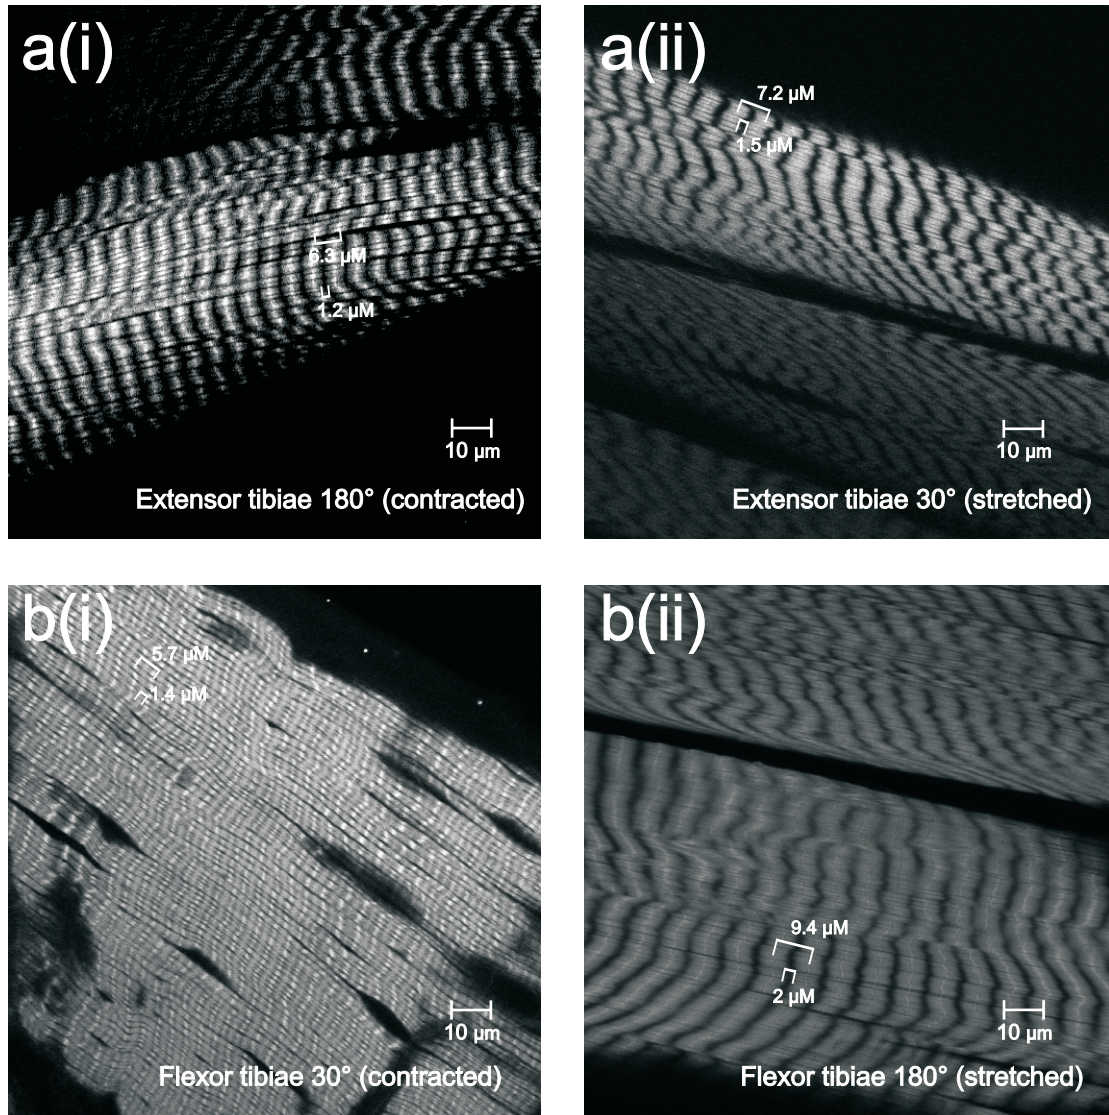 a(i)
6.3 µM
1.2 µM
10 µm
Extensor tibiae 180° (contracted)
a(ii)
7.2 µM
1.5 µM
10 µm
Extensor tibiae 30° (stretched)
b(i)
5.7 µM
1.4 µM
10 µm
Flexor tibiae 30° (contracted)
b(ii)
9.4 µM
2 µM
10 µm
Flexor tibiae 180° (stretched)